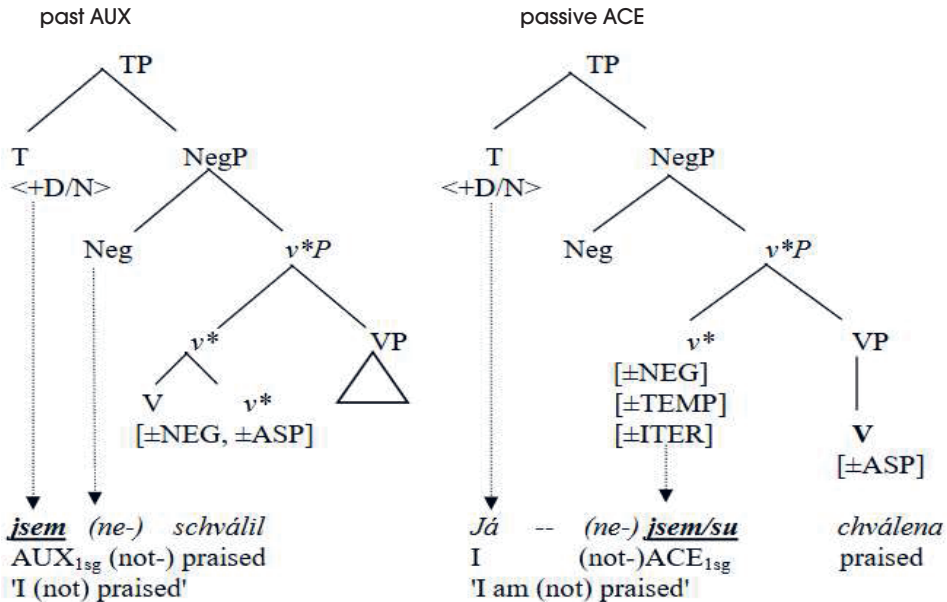 past AUX passive ACE
TP TP
T NegP T NegP
<+D/N> <+D/N>
Neg v*P Neg v*P
v* VP v* VP
[±NEG]
V v* [±TEMP]
[±NEG, ±ASP] [±ITER] V
[±ASP]
jsem (ne-) schválil Já -- (ne-) jsem/su chválena
AUX1sg (not-) praised I (not-)ACE1sg praised
'I (not) praised' 'I am (not) praised'